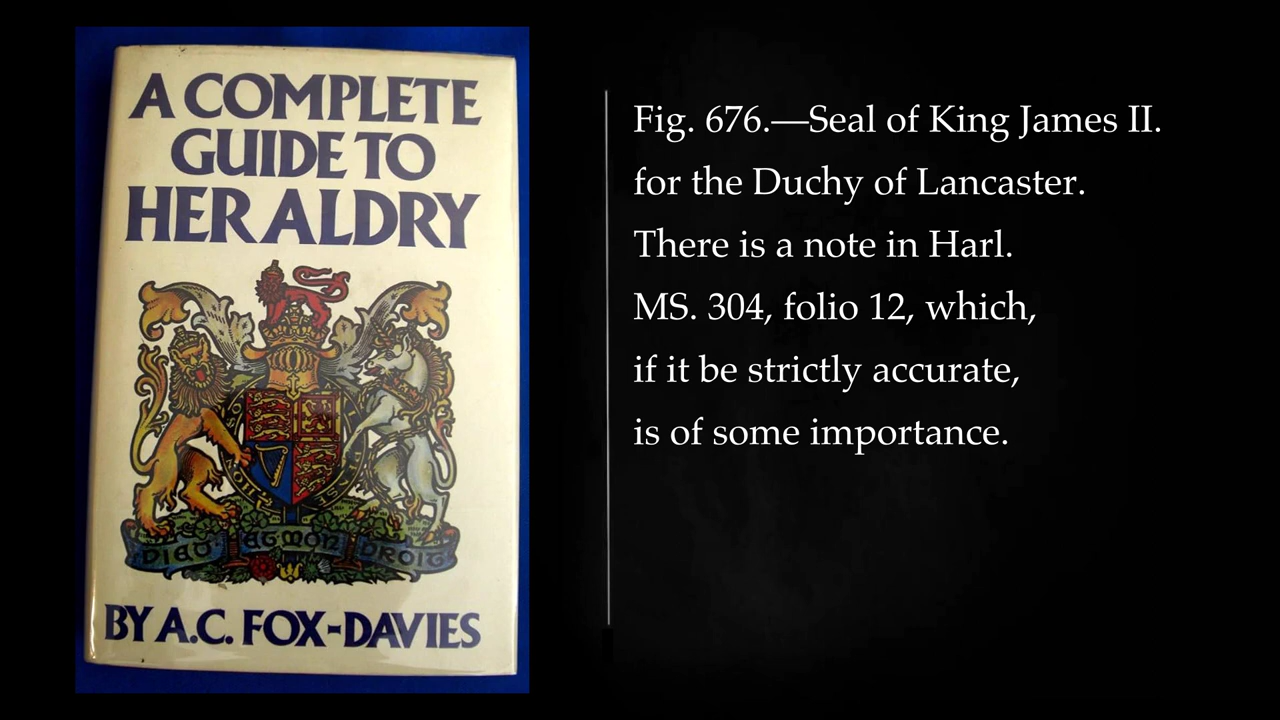 A COMPLETE
GUIDE TO
HERALDRY
DIEU ET MON DROIT
BY A.C. FOX-DAVIES
Fig. 676.—Seal of King James II.
for the Duchy of Lancaster.
There is a note in Harl.
MS. 304, folio 12, which,
if it be strictly accurate,
is of some importance.